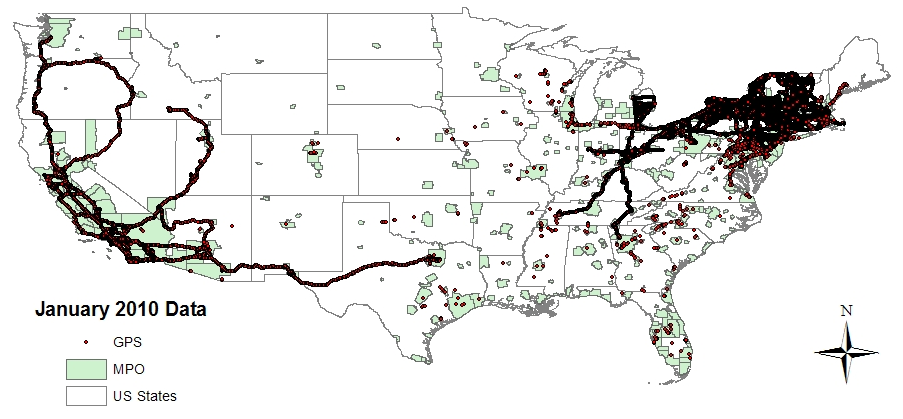 N
January 2010 Data
GPS
MPO
US States